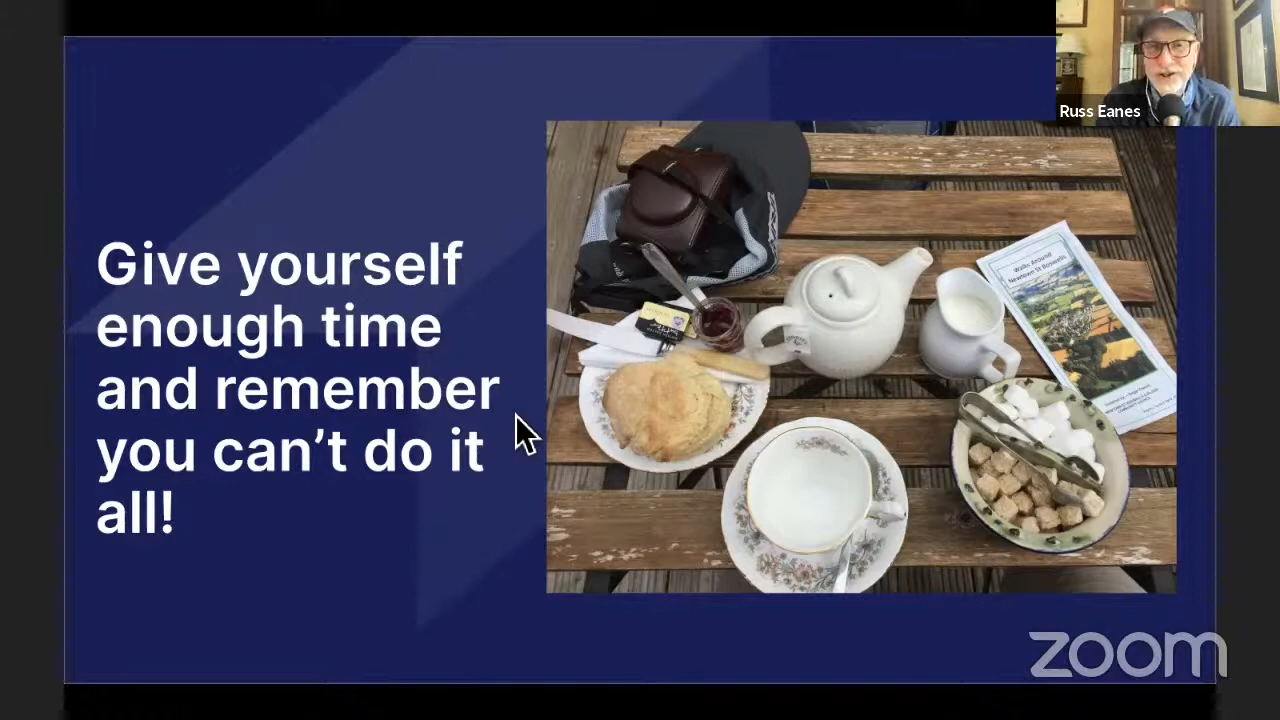 Russ Eanes
Give yourself
enough time
and remember
you can’t do it
all!
Walks Around
Newtown St Boswells
zoom